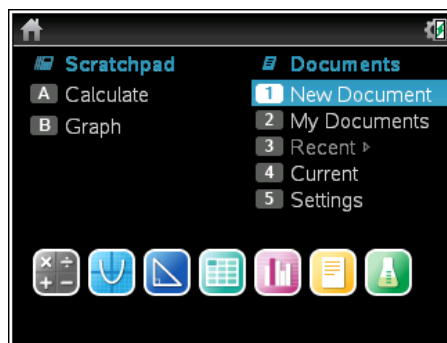 Scratchpad
A Calculate
B Graph
Documents
1 New Document
2 My Documents
3 Recent ▹
4 Current
5 Settings